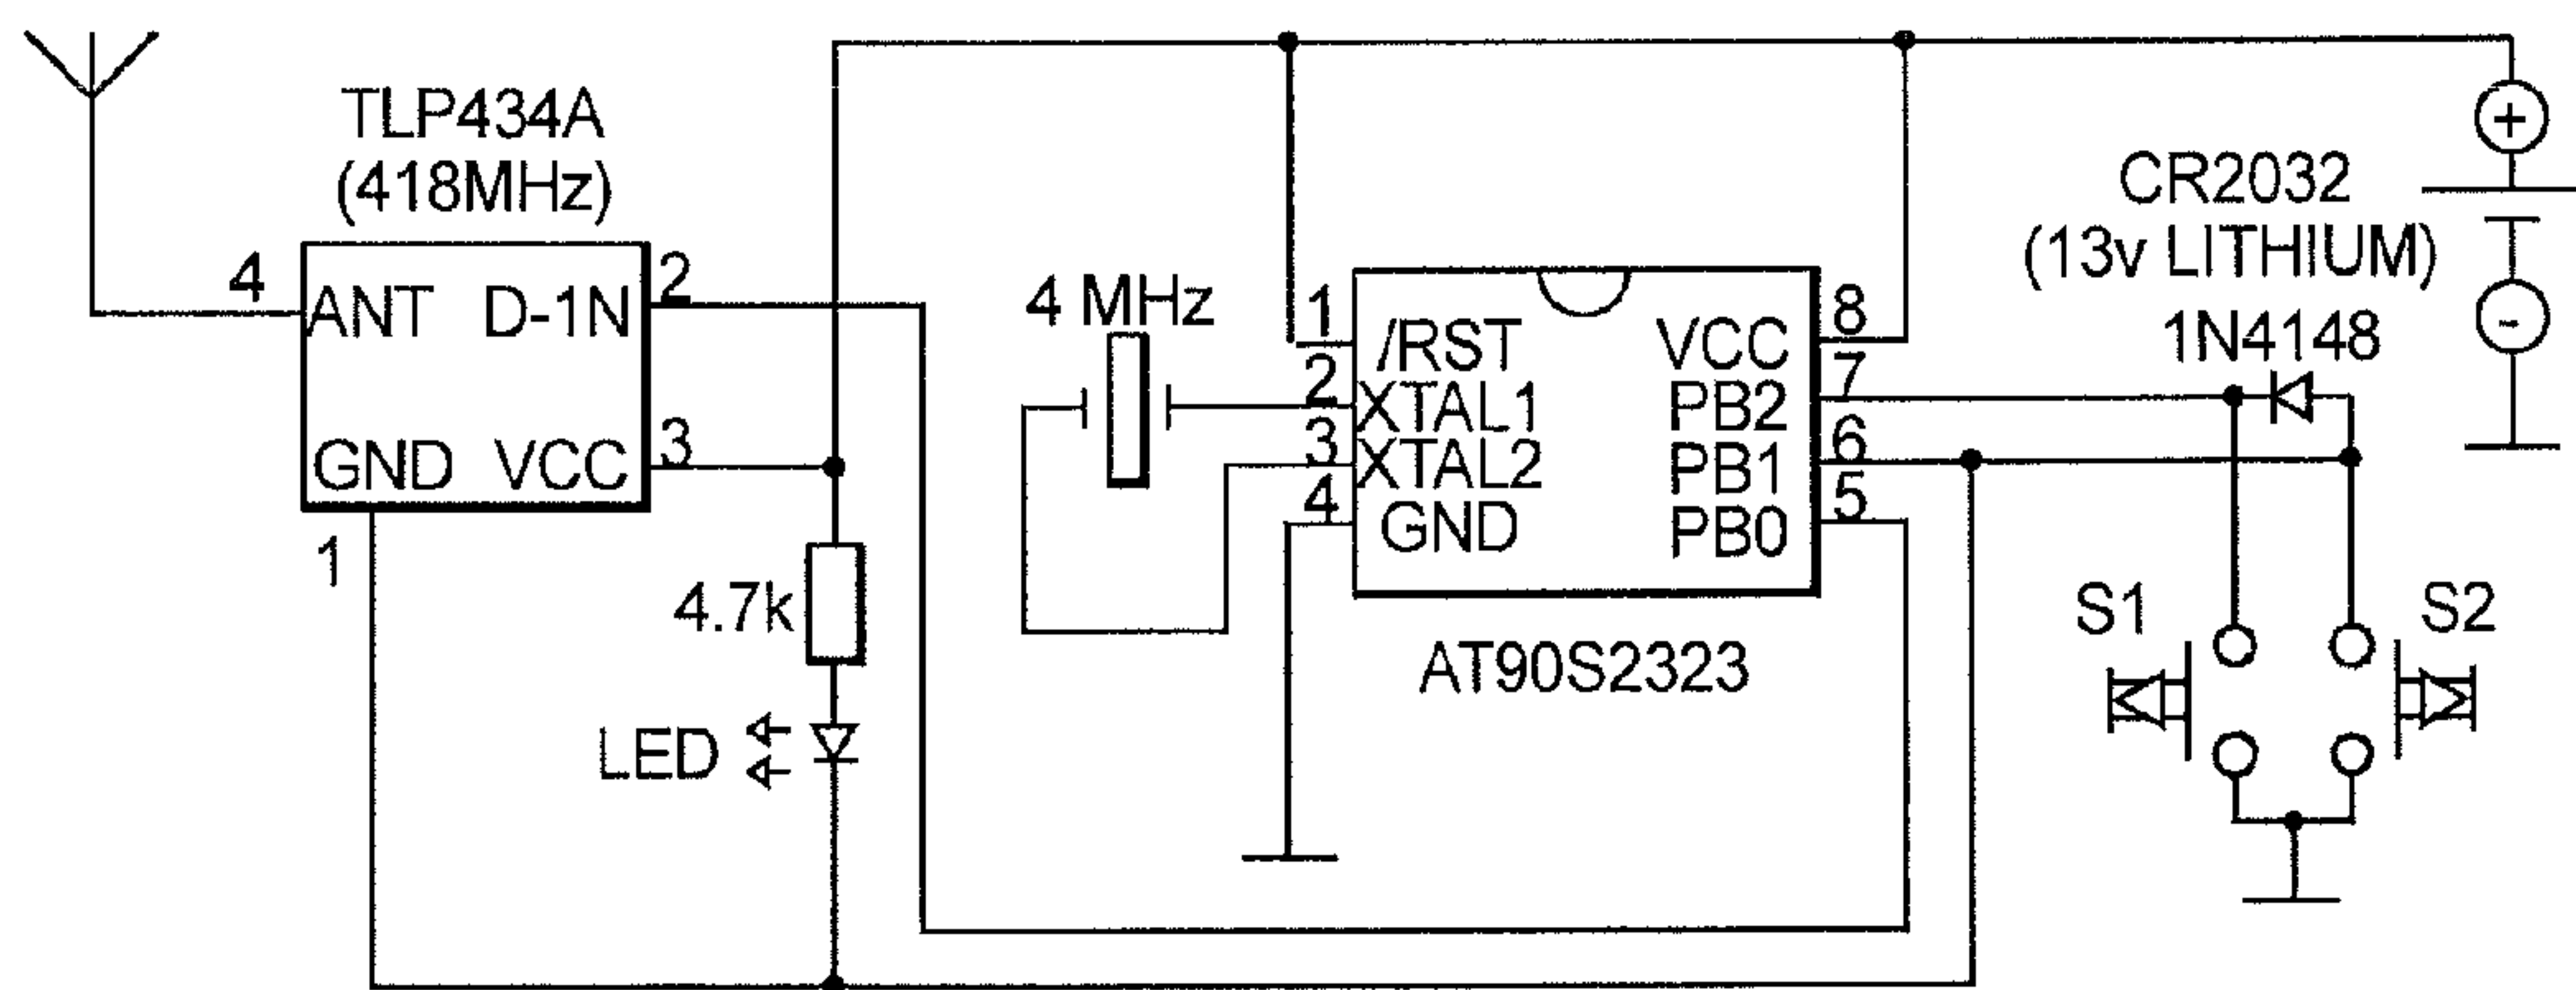 TLP434A
(418MHz)
4
ANT
D-1N
2
GND
VCC
3
1
4.7k
LED
4 MHz
1
/RST
VCC
8
2
XTAL1
PB2
7
3
XTAL2
PB1
6
4
GND
PB0
5
AT90S2323
+
CR2032
(13v LITHIUM)
-
1N4148
S1
S2